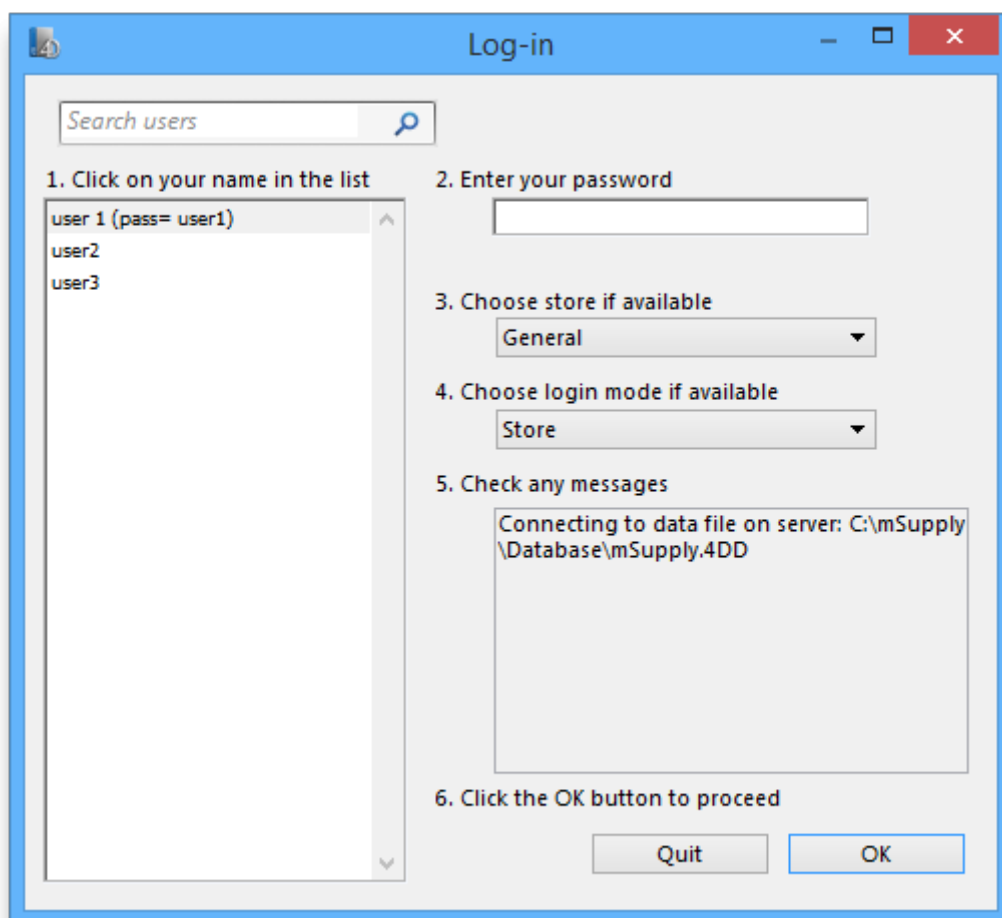 Log-in
Search users
1. Click on your name in the list
user 1 (pass= user1)
user2
user3
2. Enter your password
3. Choose store if available
General
4. Choose login mode if available
Store
5. Check any messages
Connecting to data file on server: C:\mSupply
\Database\mSupply.4DD
6. Click the OK button to proceed
Quit
OK